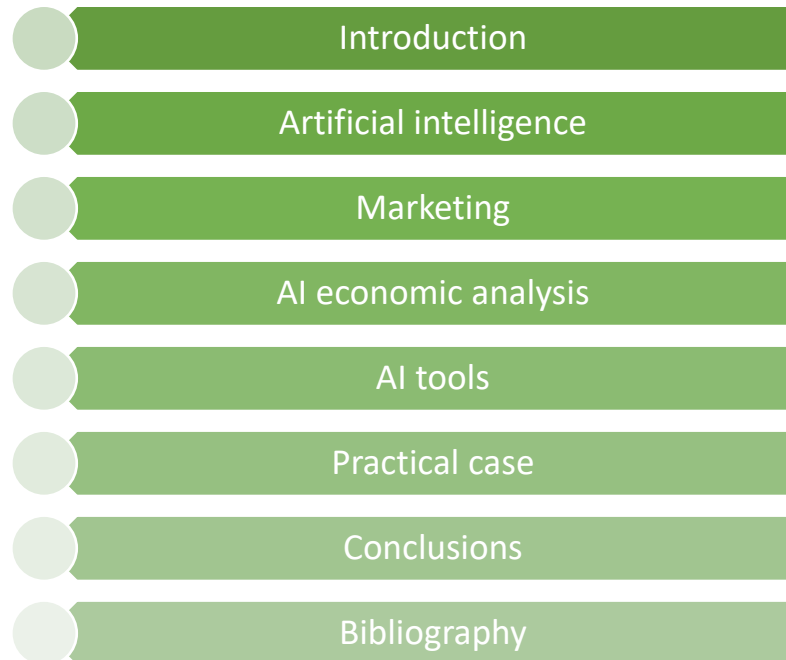 Introduction
Artificial intelligence
Marketing
AI economic analysis
AI tools
Practical case
Conclusions
Bibliography